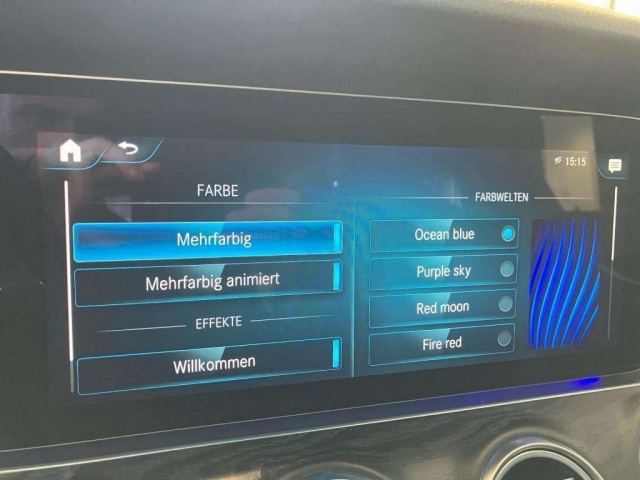 15:15
FARBE
Mehrfarbig
Mehrfarbig animiert
EFFEKTE
Willkommen
FARBWELTEN
Ocean blue
Purple sky
Red moon
Fire red